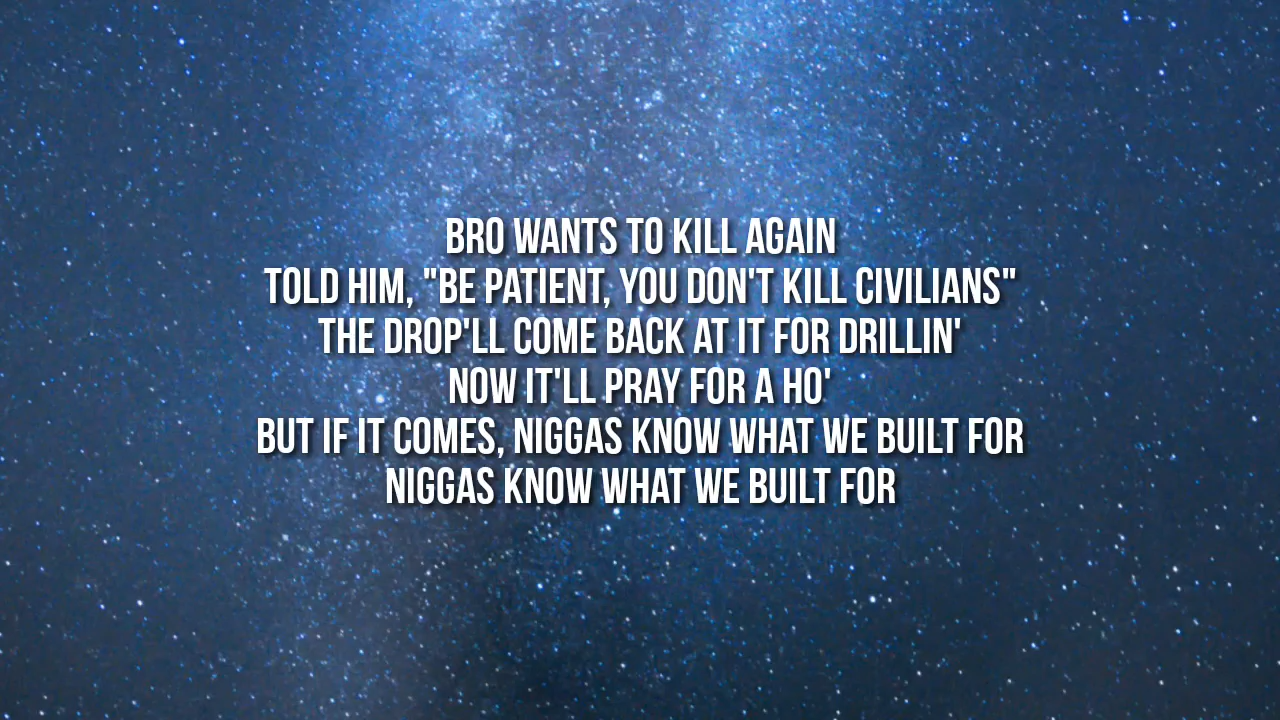 BRO WANTS TO KILL AGAIN
TOLD HIM, "BE PATIENT, YOU DON'T KILL CIVILIANS"
THE DROP'LL COME BACK AT IT FOR DRILLIN'
NOW IT'LL PRAY FOR A HO'
BUT IF IT COMES, NIGGAS KNOW WHAT WE BUILT FOR
NIGGAS KNOW WHAT WE BUILT FOR